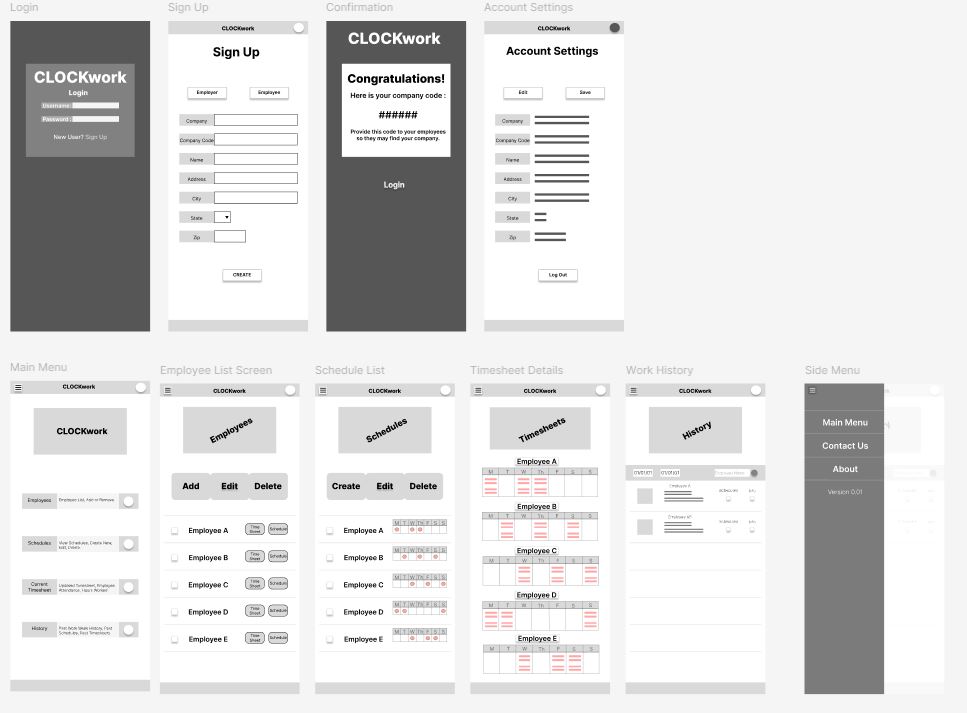 Login
CLOCKwork
Login
Username:
Password :
New User? Sign Up
Sign Up
CLOCKwork
Sign Up
Employer
Employee
Company
Company Code
Name
Address
City
State
Zip
CREATE
Confirmation
CLOCKwork
Congratulations!
Here is your company code :
######
Provide this code to your employees
so they may find your company.
Login
Account Settings
CLOCKwork
Account Settings
Edit
Save
Company
Company Code
Name
Address
City
State
Zip
Log Out
Main Menu
CLOCKwork
CLOCKwork
Employees
Employee List, Add or Remove
Schedules
View Schedules, Create New,
Edit, Delete
Current
Timesheet
Updated Timesheet, Employee
Attendance, Hours Worked
History
Past Work Week History, Past
Schedules, Past Timesheets
Employee List Screen
CLOCKwork
Employees
Add
Edit
Delete
Employee A
Time
Sheet
Schedule
Employee B
Time
Sheet
Schedule
Employee C
Time
Sheet
Schedule
Employee D
Time
Sheet
Schedule
Employee E
Time
Sheet
Schedule
Schedule List
CLOCKwork
Schedules
Create
Edit
Delete
Employee A
M T W Th F S S
Employee B
M T W Th F S S
Employee C
M T W Th F S S
Employee D
M T W Th F S S
Employee E
M T W Th F S S
Timesheet Details
CLOCKwork
Timesheets
Employee A
M T W Th F S S
Employee B
M T W Th F S S
Employee C
M T W Th F S S
Employee D
M T W Th F S S
Employee E
M T W Th F S S
Work History
CLOCKwork
History
01/01/01
01/01/01
Employee Name
Employee A
SCHEDULES
Employee B
SCHEDULES
Side Menu
Main Menu
Contact Us
About
Version 0.01